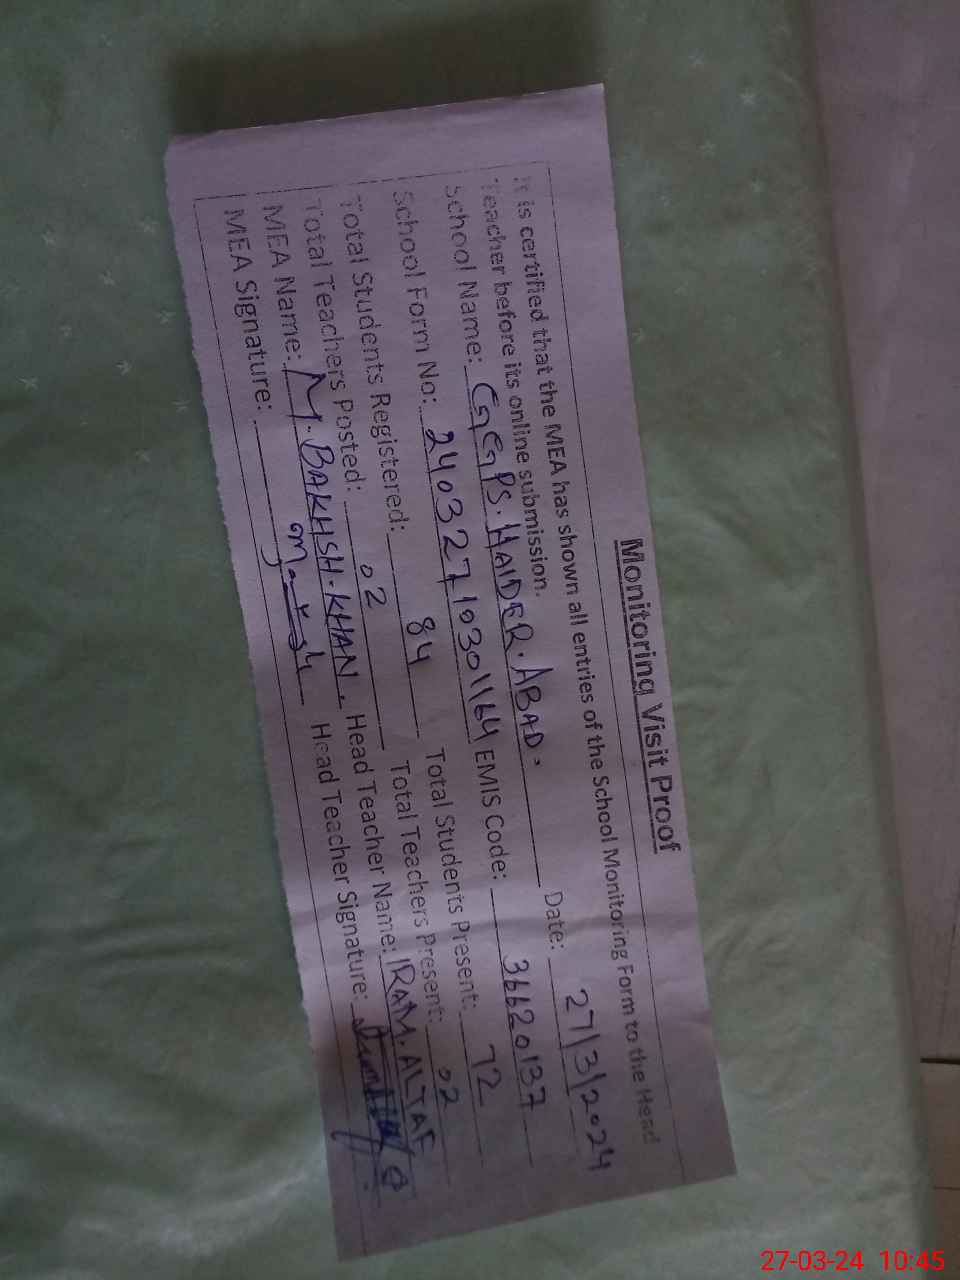 Monitoring Visit Proof
It is certified that the MEA has shown all entries of the School Monitoring Form to the Head
Teacher before its online submission.
School Name: GGPS. HAIDER. ABAD. Date: 27/3/2024
School Form No: 24032710301164 EMIS Code: 36620137
Total Students Registered: 84 Total Students Present: 72
Total Teachers Posted: 02 Total Teachers Present: 02
MEA Name: M. BAKHSH. KHAN. Head Teacher Name: IRAM. ALTAF
MEA Signature: Head Teacher Signature:
27-03-24 10:45